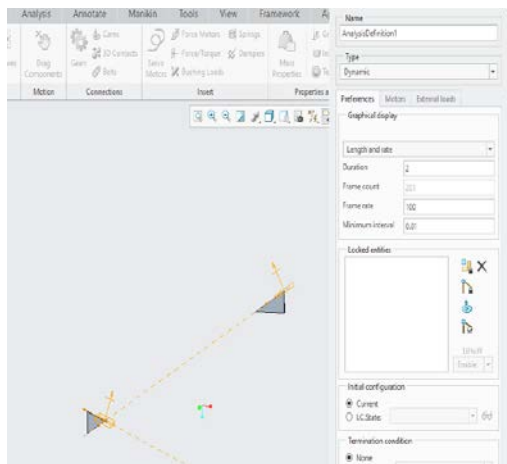 Analysis Annotate Manikin Tools View Framework
Drag Components
Gears
Cams
3D Contacts
Belts
Servo Motors
Force Motors
Force/Torque
Bushing Loads
Springs
Dampers
Mass Properties
Motion Connections Insert Properties a
Name
AnalysisDefinition1
Type
Dynamic
Preferences Motors External loads
Graphical display
Length and rate
Duration 2
Frame count 201
Frame rate 100
Minimum interval 0.01
Locked entities
Enable
Initial configuration
Current
I.C.State:
Termination condition
None